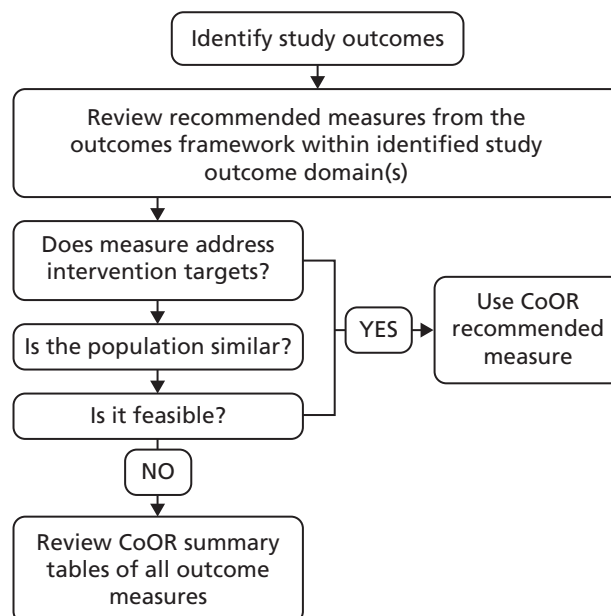 Identify study outcomes
Review recommended measures from the
outcomes framework within identified study
outcome domain(s)
Does measure address
intervention targets?
Is the population similar?
Is it feasible?
YES
Use CoOR
recommended
measure
NO
Review CoOR summary
tables of all outcome
measures